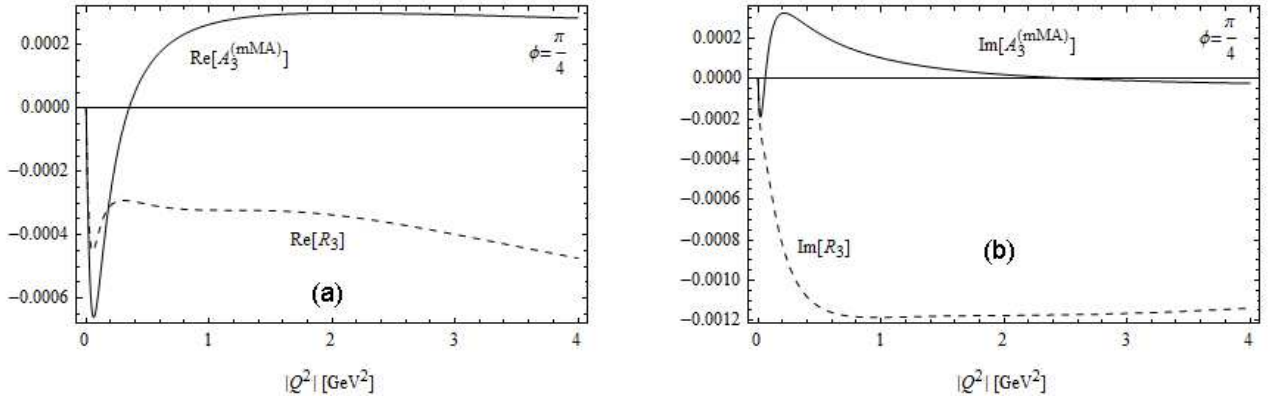 0.0002
0.0000
−0.0002
−0.0004
−0.0006
Re[A₃⁽ᵐᴹᴬ⁾]
ϕ=π/4
Re[R₃]
(a)
0 1 2 3 4
|Q²| [GeV²]
0.0002
0.0000
−0.0002
−0.0004
−0.0006
−0.0008
−0.0010
−0.0012
Im[A₃⁽ᵐᴹᴬ⁾]
ϕ=π/4
Im[R₃]
(b)
0 1 2 3 4
|Q²| [GeV²]